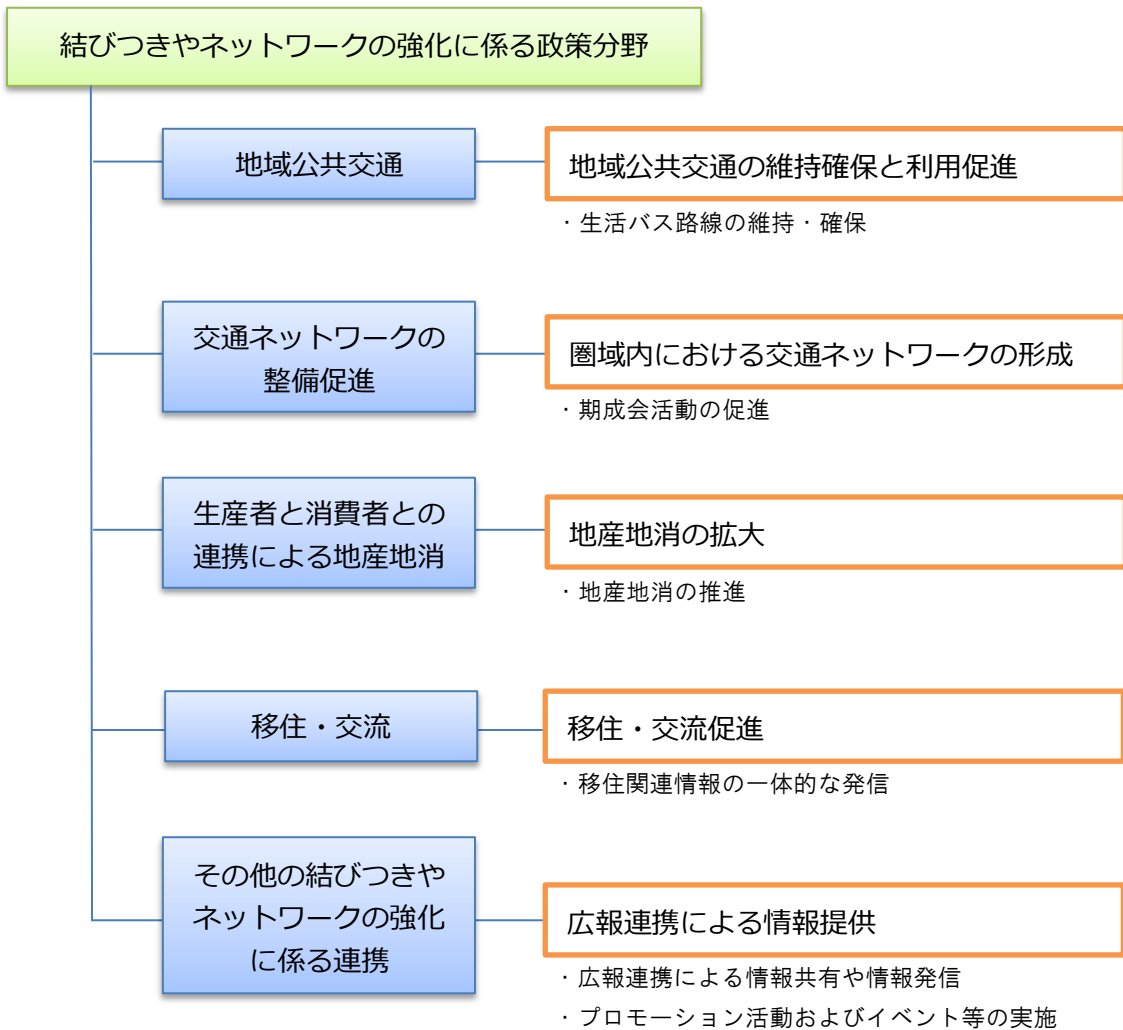 結びつきやネットワークの強化に係る政策分野
地域公共交通
地域公共交通の維持確保と利用促進
・生活バス路線の維持・確保
交通ネットワークの
整備促進
圏域内における交通ネットワークの形成
・期成会活動の促進
生産者と消費者との
連携による地産地消
地産地消の拡大
・地産地消の推進
移住・交流
移住・交流促進
・移住関連情報の一体的な発信
その他の結びつきや
ネットワークの強化
に係る連携
広報連携による情報提供
・広報連携による情報共有や情報発信
・プロモーション活動およびイベント等の実施